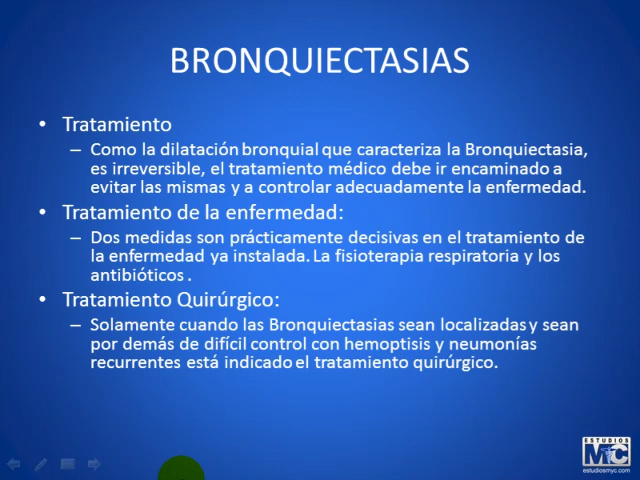 BRONQUIECTASIAS
• Tratamiento
– Como la dilatación bronquial que caracteriza la Bronquiectasia,
es irreversible, el tratamiento médico debe ir encaminado a
evitar las mismas y a controlar adecuadamente la enfermedad.
• Tratamiento de la enfermedad:
– Dos medidas son prácticamente decisivas en el tratamiento de
la enfermedad ya instalada. La fisioterapia respiratoria y los
antibióticos .
• Tratamiento Quirúrgico:
– Solamente cuando las Bronquiectasias sean localizadas y sean
por demás de difícil control con hemoptisis y neumonías
recurrentes está indicado el tratamiento quirúrgico.
ESTUDIOS
MC
estudiosmyc.com